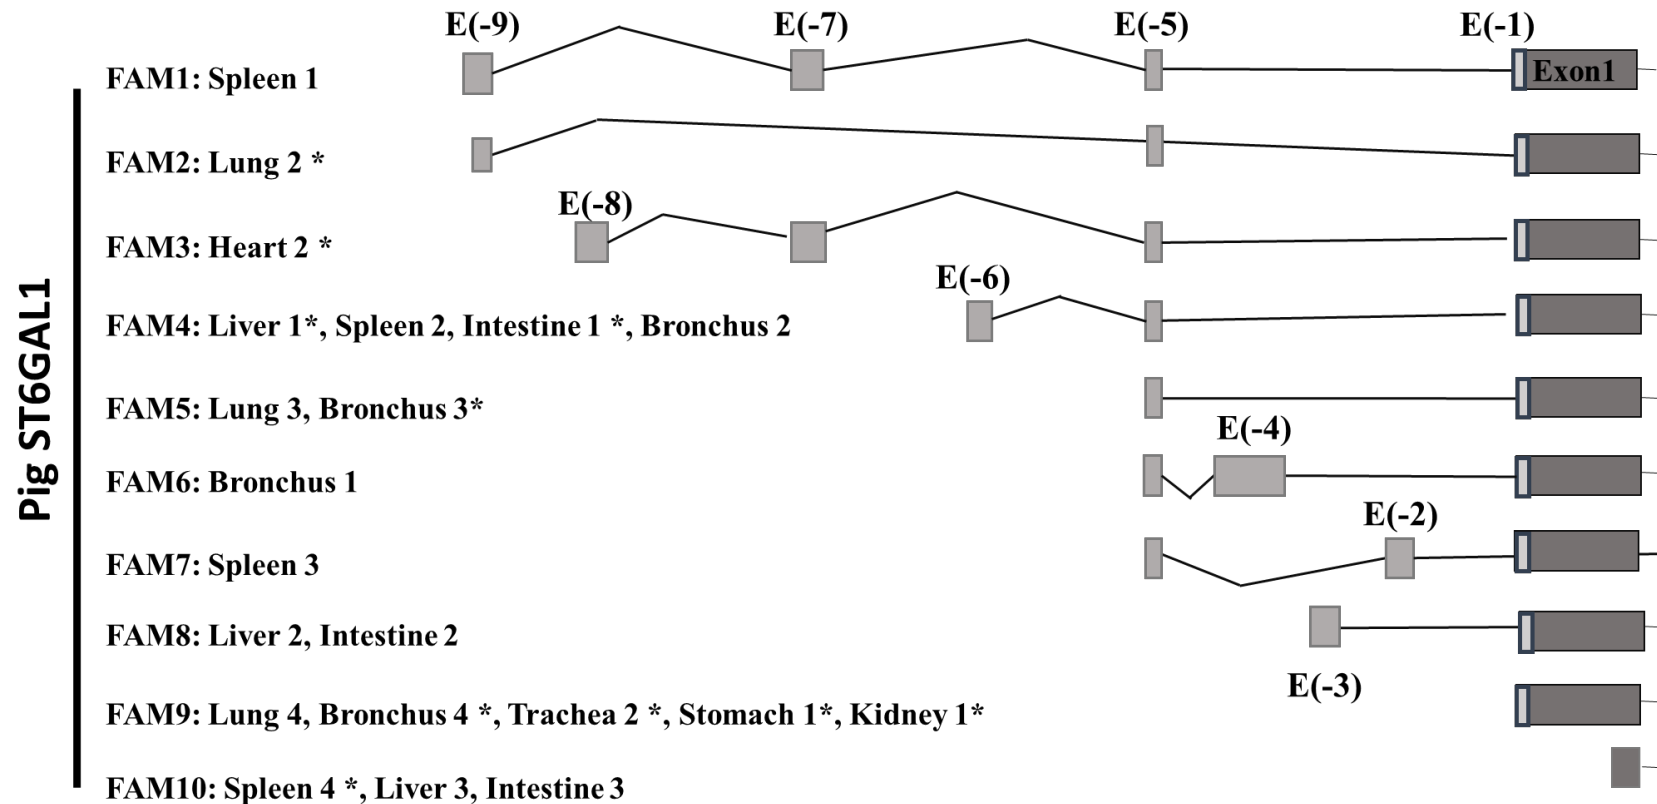 E(-9) E(-7) E(-5) E(-1)
FAM1: Spleen 1 Exon1
FAM2: Lung 2 *
E(-8)
FAM3: Heart 2 *
E(-6)
FAM4: Liver 1*, Spleen 2, Intestine 1 *, Bronchus 2
FAM5: Lung 3, Bronchus 3*
E(-4)
FAM6: Bronchus 1
E(-2)
FAM7: Spleen 3
FAM8: Liver 2, Intestine 2
E(-3)
FAM9: Lung 4, Bronchus 4 *, Trachea 2 *, Stomach 1*, Kidney 1*
FAM10: Spleen 4 *, Liver 3, Intestine 3
Pig ST6GAL1